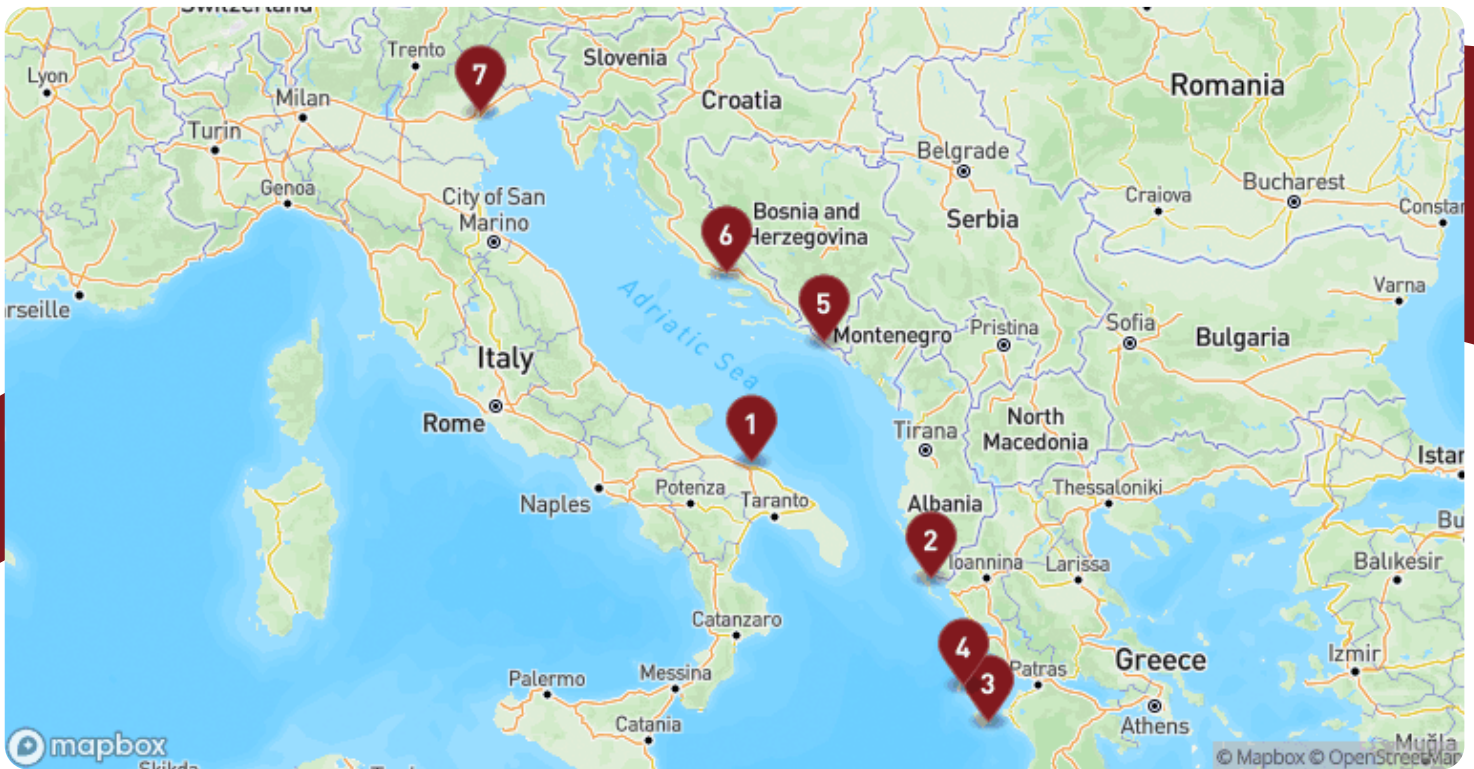 Switzerland
Trento
7
Slovenia
Lyon
Milan
Croatia
Romania
Turin
Belgrade
Genoa
City of San
Marino
Craiova
Bucharest
Constan
6
Bosnia and
Herzegovina
Serbia
arseille
Adriatic Sea
5
Montenegro
Pristina
Sofia
Varna
Bulgaria
Italy
Rome
1
Tirana
North
Macedonia
Istan
Naples
Potenza
Taranto
Albania
Thessaloniki
Bu
2
Ioannina
Larissa
Balıkesir
Catanzaro
4
3
Patras
Greece
Izmir
Palermo
Messina
Catania
Athens
mapbox
Muğla
© Mapbox © OpenStreetMap
Skikda